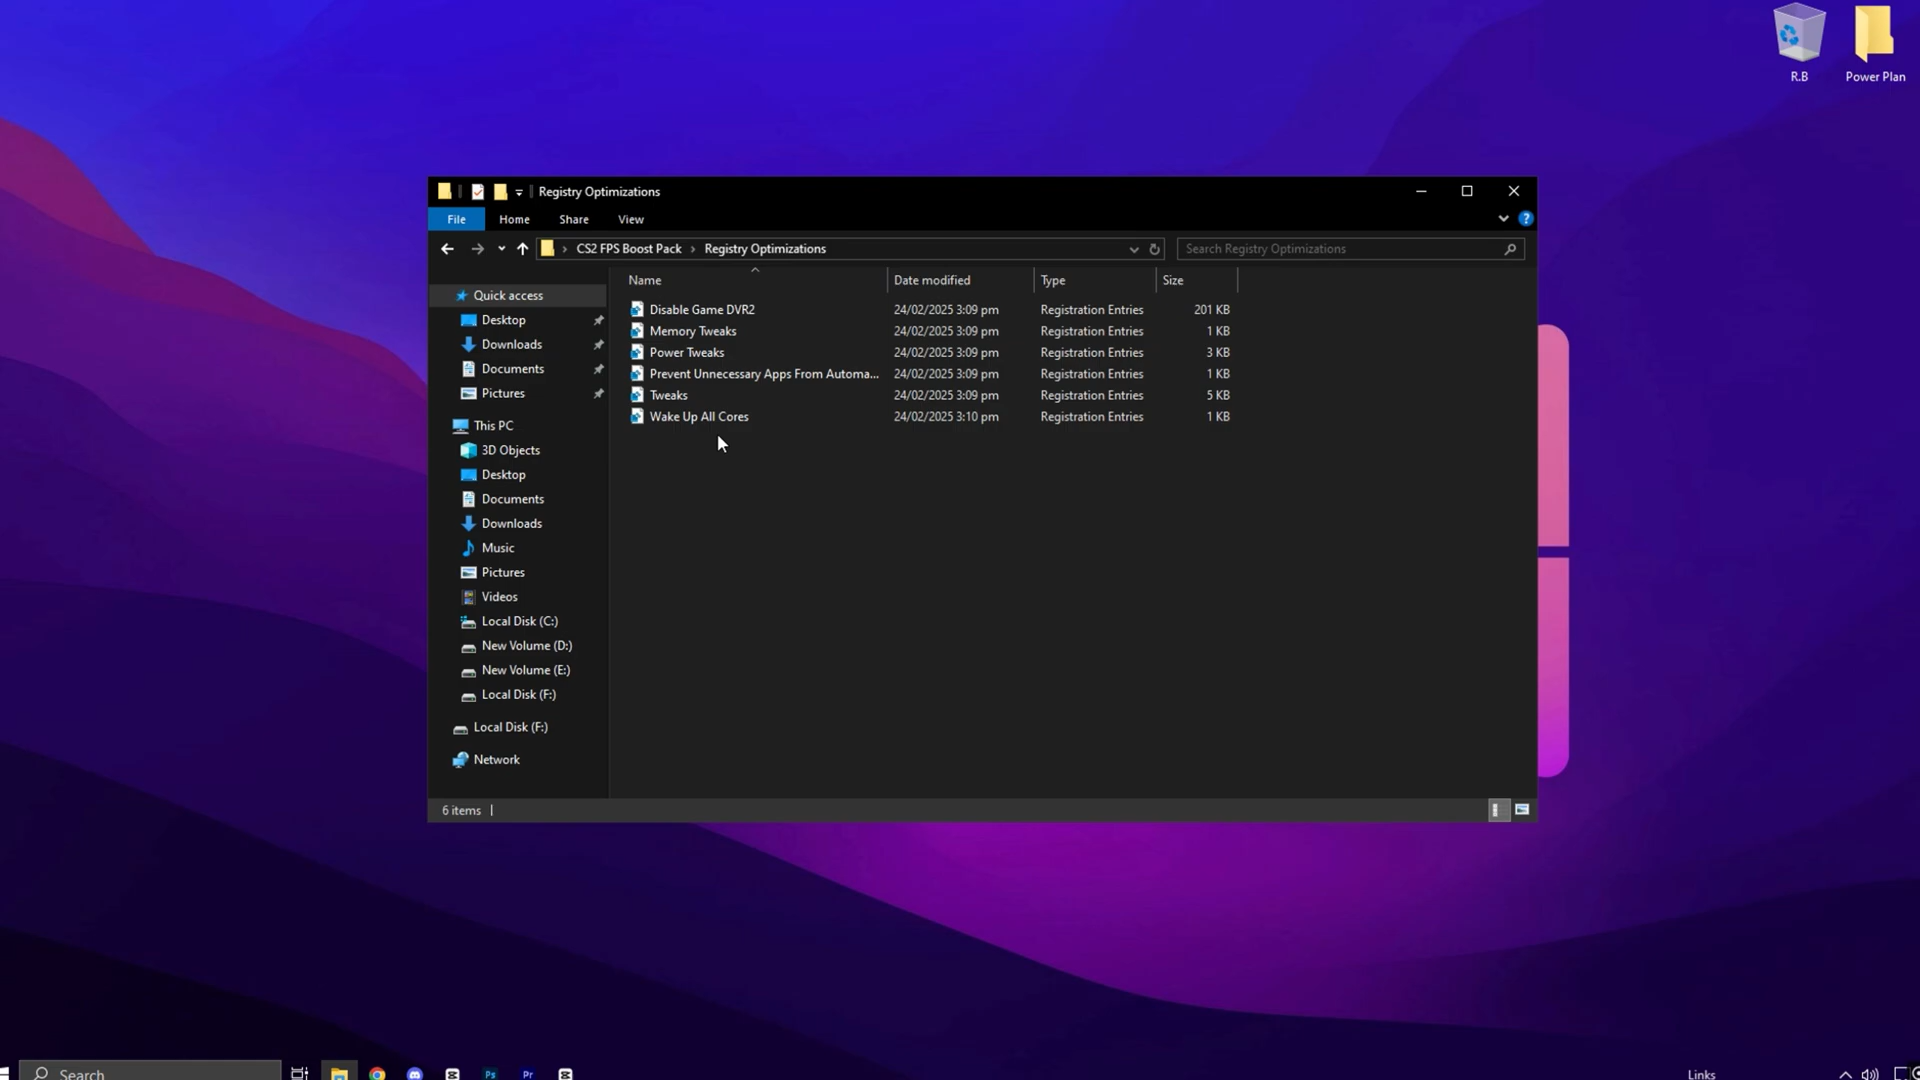 R.B
Power Plan
Registry Optimizations
File Home Share View
CS2 FPS Boost Pack Registry Optimizations
Search Registry Optimizations
Name Date modified Type Size
Quick access
Desktop
Downloads
Documents
Pictures
This PC
3D Objects
Desktop
Documents
Downloads
Music
Pictures
Videos
Local Disk (C:)
New Volume (D:)
New Volume (E:)
Local Disk (F:)
Local Disk (F:)
Network
Disable Game DVR2 24/02/2025 3:09 pm Registration Entries 201 KB
Memory Tweaks 24/02/2025 3:09 pm Registration Entries 1 KB
Power Tweaks 24/02/2025 3:09 pm Registration Entries 3 KB
Prevent Unnecessary Apps From Automa... 24/02/2025 3:09 pm Registration Entries 1 KB
Tweaks 24/02/2025 3:09 pm Registration Entries 5 KB
Wake Up All Cores 24/02/2025 3:10 pm Registration Entries 1 KB
6 items
Search
Ps
Pr
Links